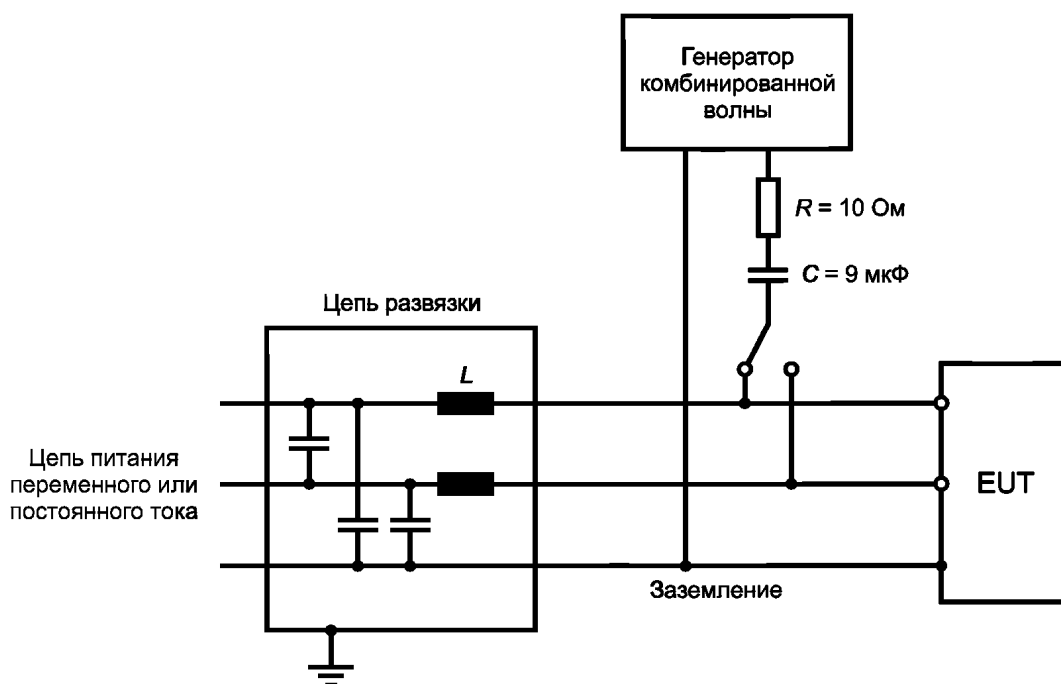 Генератор
комбинированной
волны
R = 10 Ом
C = 9 мкФ
Цепь развязки
L
Цепь питания
переменного или
постоянного тока
EUT
Заземление